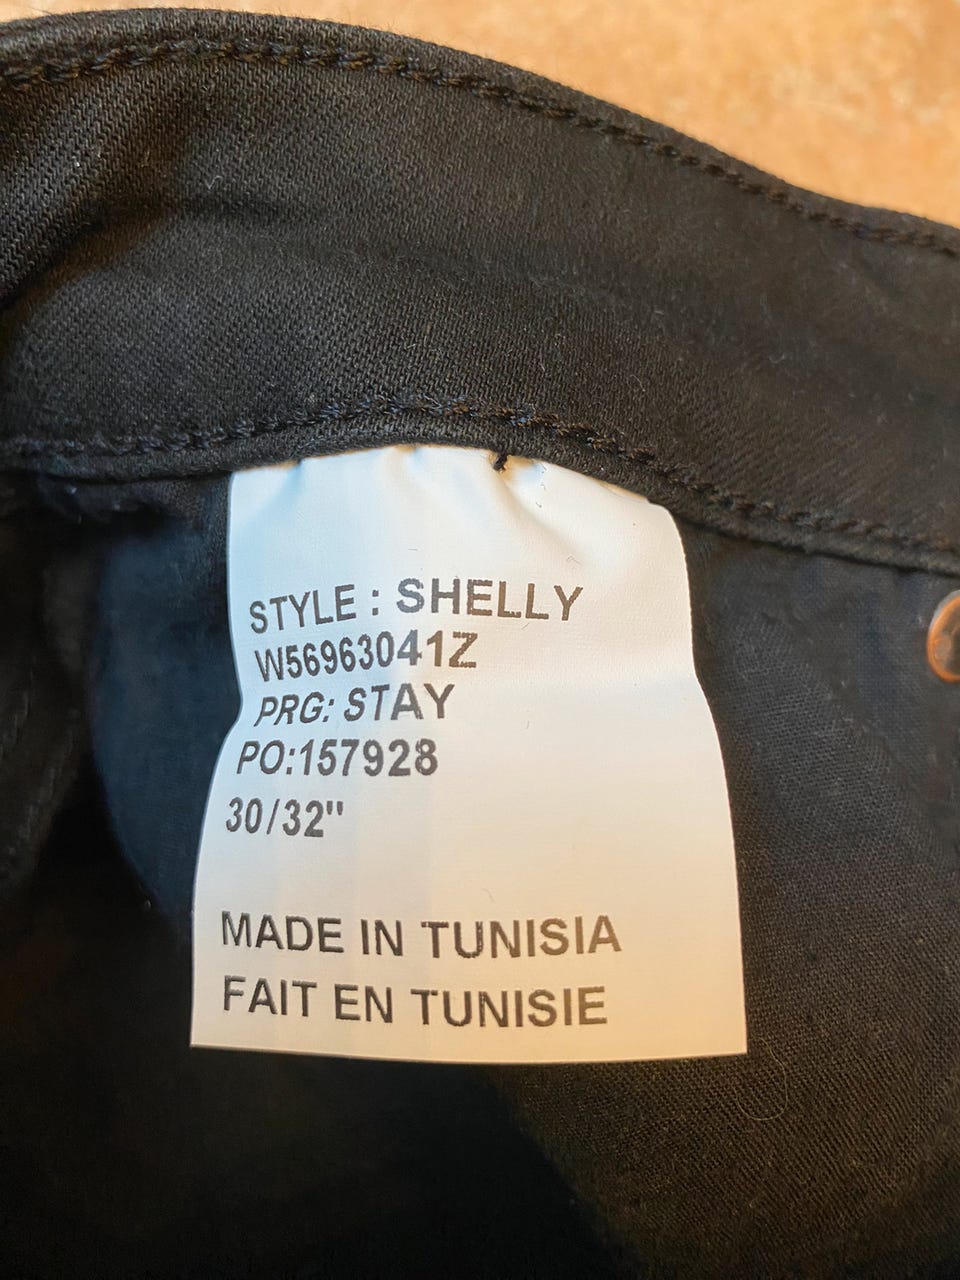 STYLE : SHELLY
W56963041Z
PRG: STAY
PO:157928
30/32"
MADE IN TUNISIA
FAIT EN TUNISIE